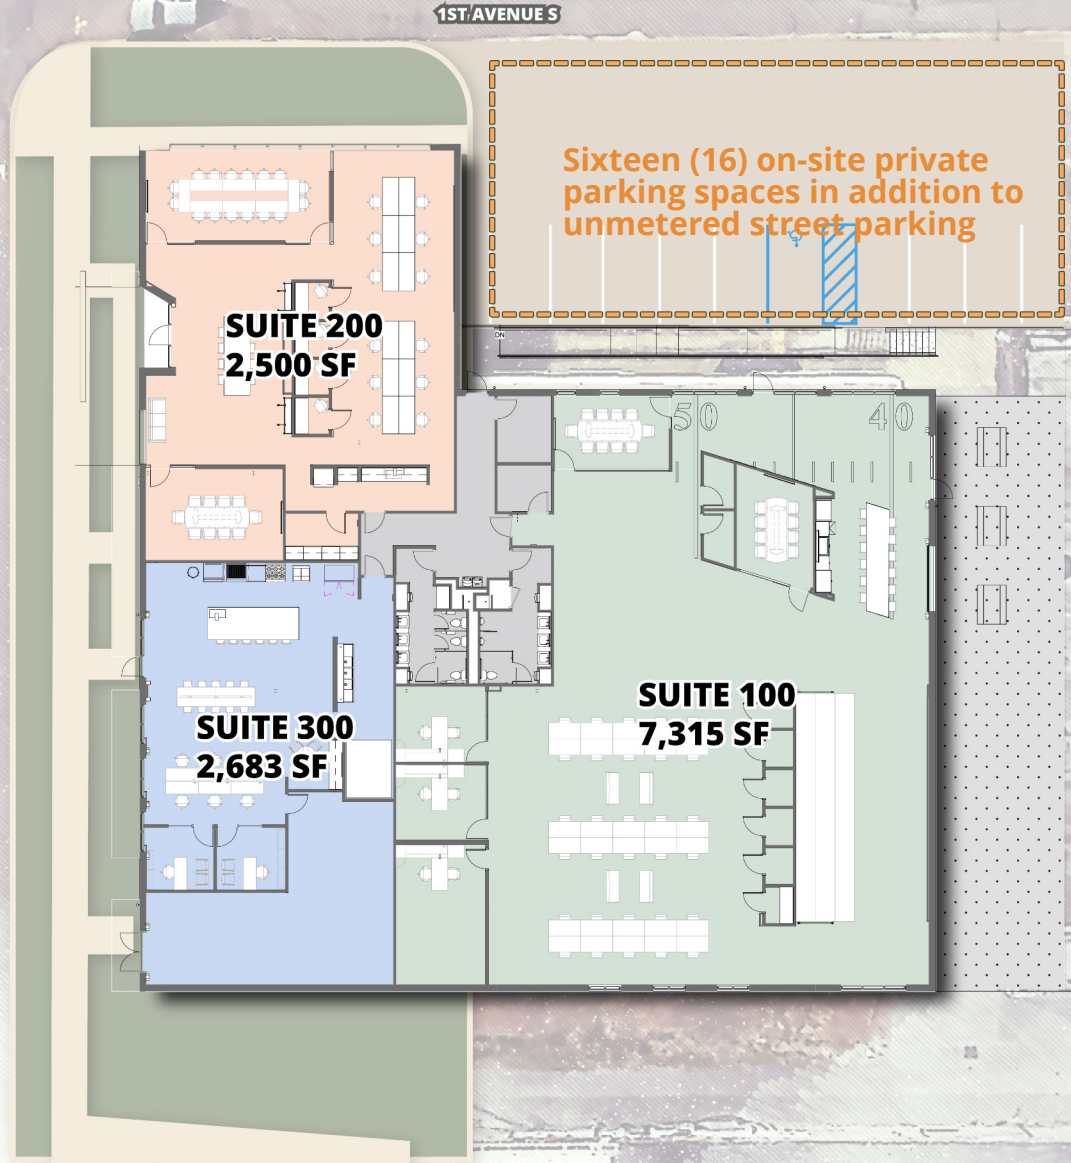 1ST AVENUE S
Sixteen (16) on-site private
parking spaces in addition to
unmetered street parking
DN
SUITE 200
2,500 SF
50
40
SUITE 100
7,315 SF
SUITE 300
2,683 SF